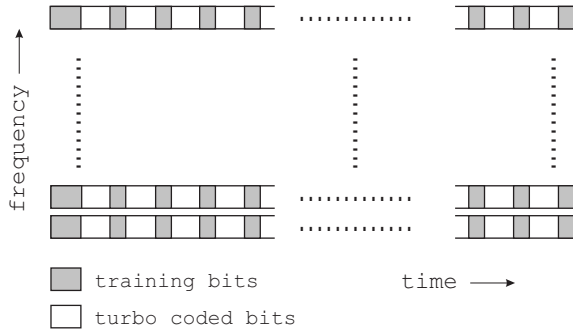 frequency
training bits
time
turbo coded bits